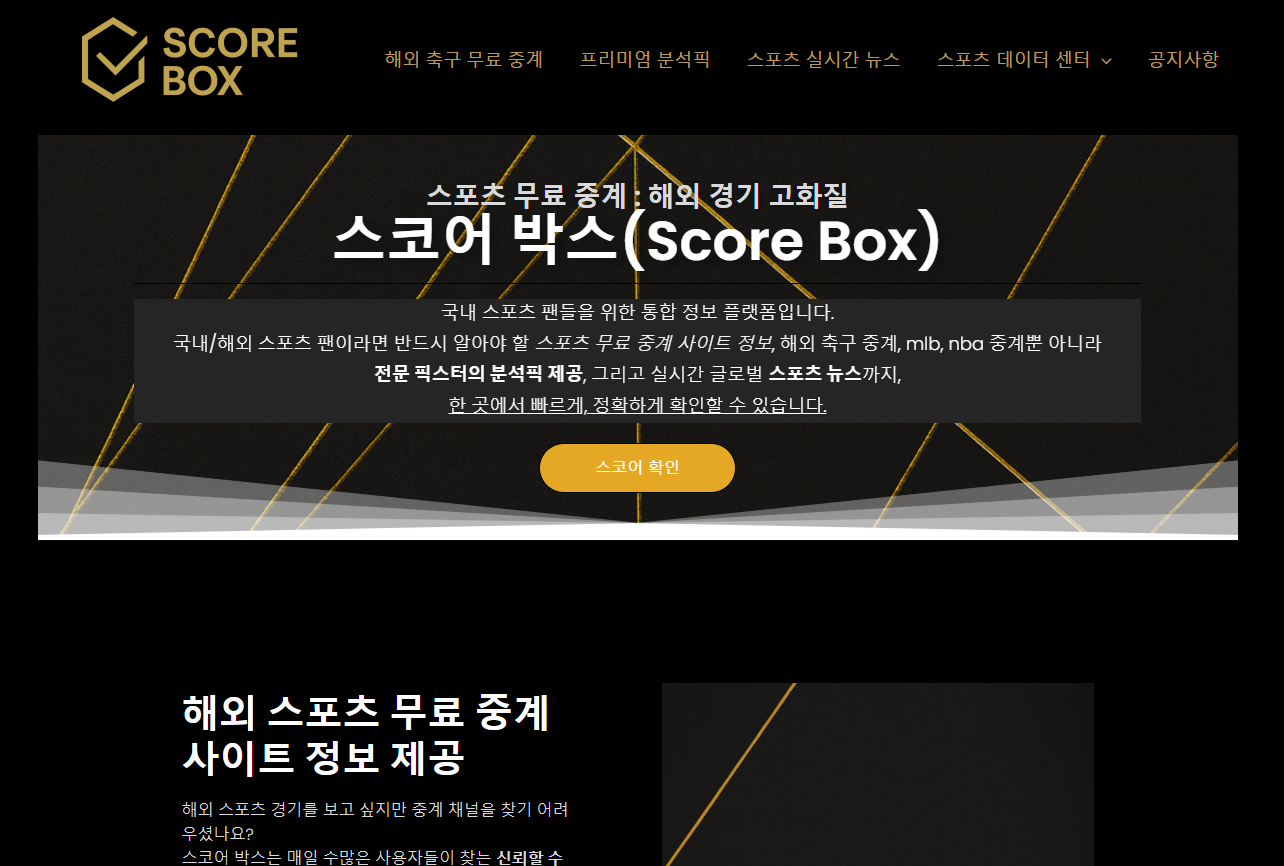 SCORE
BOX
해외 축구 무료 중계
프리미엄 분석픽
스포츠 실시간 뉴스
스포츠 데이터 센터
공지사항
스포츠 무료 중계 : 해외 경기 고화질
스코어 박스(Score Box)
국내 스포츠 팬들을 위한 통합 정보 플랫폼입니다.
국내/해외 스포츠 팬이라면 반드시 알아야 할 스포츠 무료 중계 사이트 정보, 해외 축구 중계, mlb, nba 중계뿐 아니라
전문 픽스터의 분석픽 제공, 그리고 실시간 글로벌 스포츠 뉴스까지,
한 곳에서 빠르게, 정확하게 확인할 수 있습니다.
스코어 확인
해외 스포츠 무료 중계
사이트 정보 제공
해외 스포츠 경기를 보고 싶지만 중계 채널을 찾기 어려
우셨나요?
스코어 박스는 매일 수많은 사용자들이 찾는 신뢰할 수